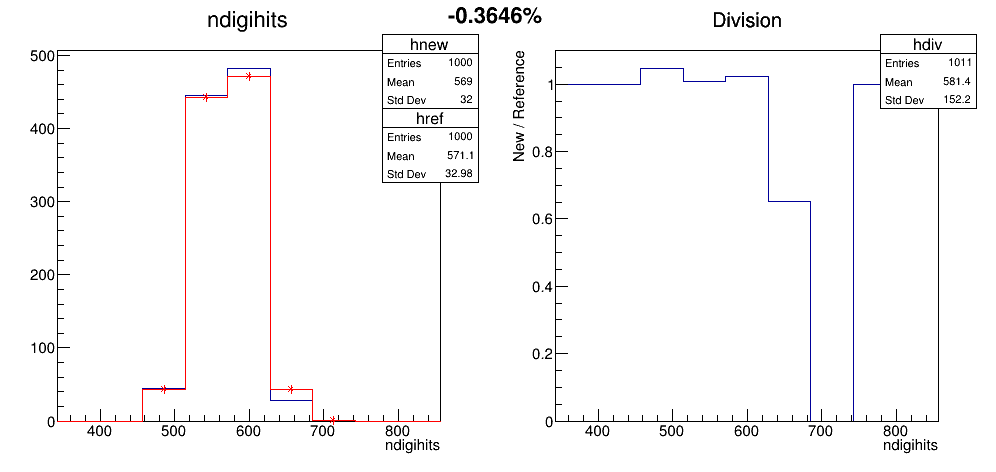 -0.3646%
ndigihits
hnew
Entries 1000
Mean 569
Std Dev 32
href
Entries 1000
Mean 571.1
Std Dev 32.98
500
400
300
200
100
0
400 500 600 700 800
ndigihits
Division
hdiv
Entries 1011
Mean 581.4
Std Dev 152.2
New / Reference
1
0.8
0.6
0.4
0.2
0
400 500 600 700 800
ndigihits